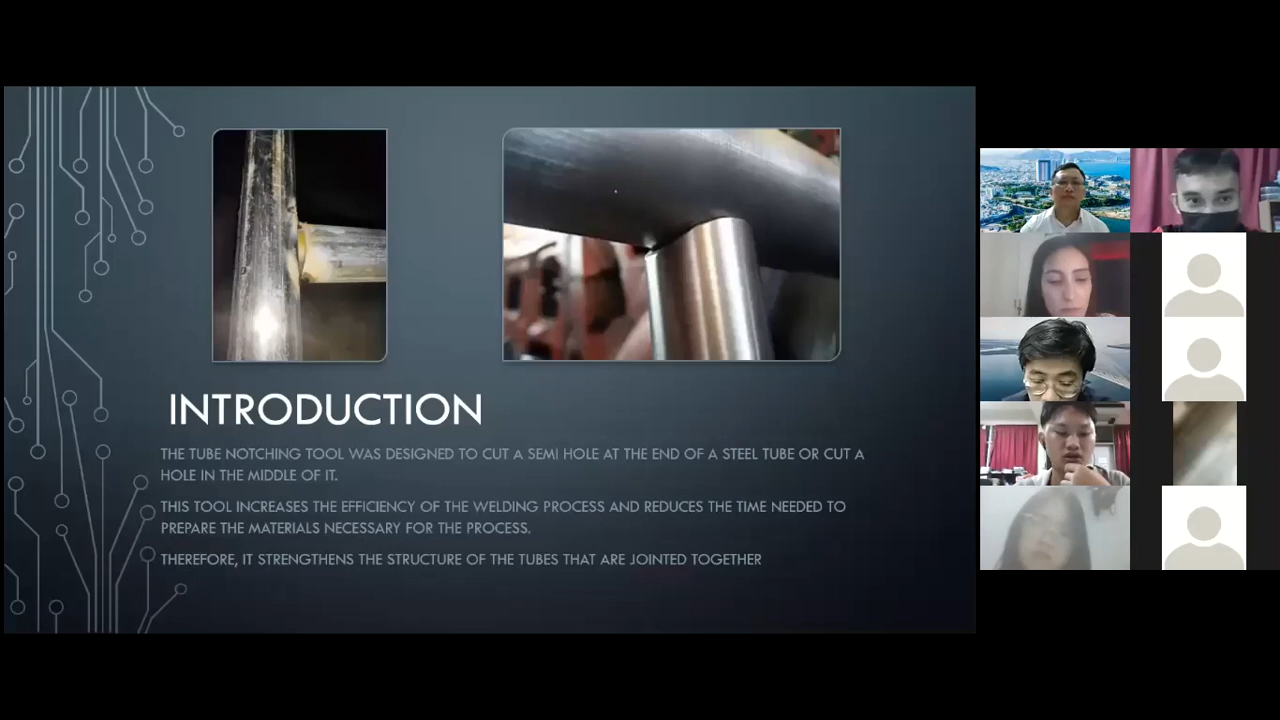 INTRODUCTION
THE TUBE NOTCHING TOOL WAS DESIGNED TO CUT A SEMI HOLE AT THE END OF A STEEL TUBE OR CUT A
HOLE IN THE MIDDLE OF IT.
THIS TOOL INCREASES THE EFFICIENCY OF THE WELDING PROCESS AND REDUCES THE TIME NEEDED TO
PREPARE THE MATERIALS NECESSARY FOR THE PROCESS.
THEREFORE, IT STRENGTHENS THE STRUCTURE OF THE TUBES THAT ARE JOINTED TOGETHER